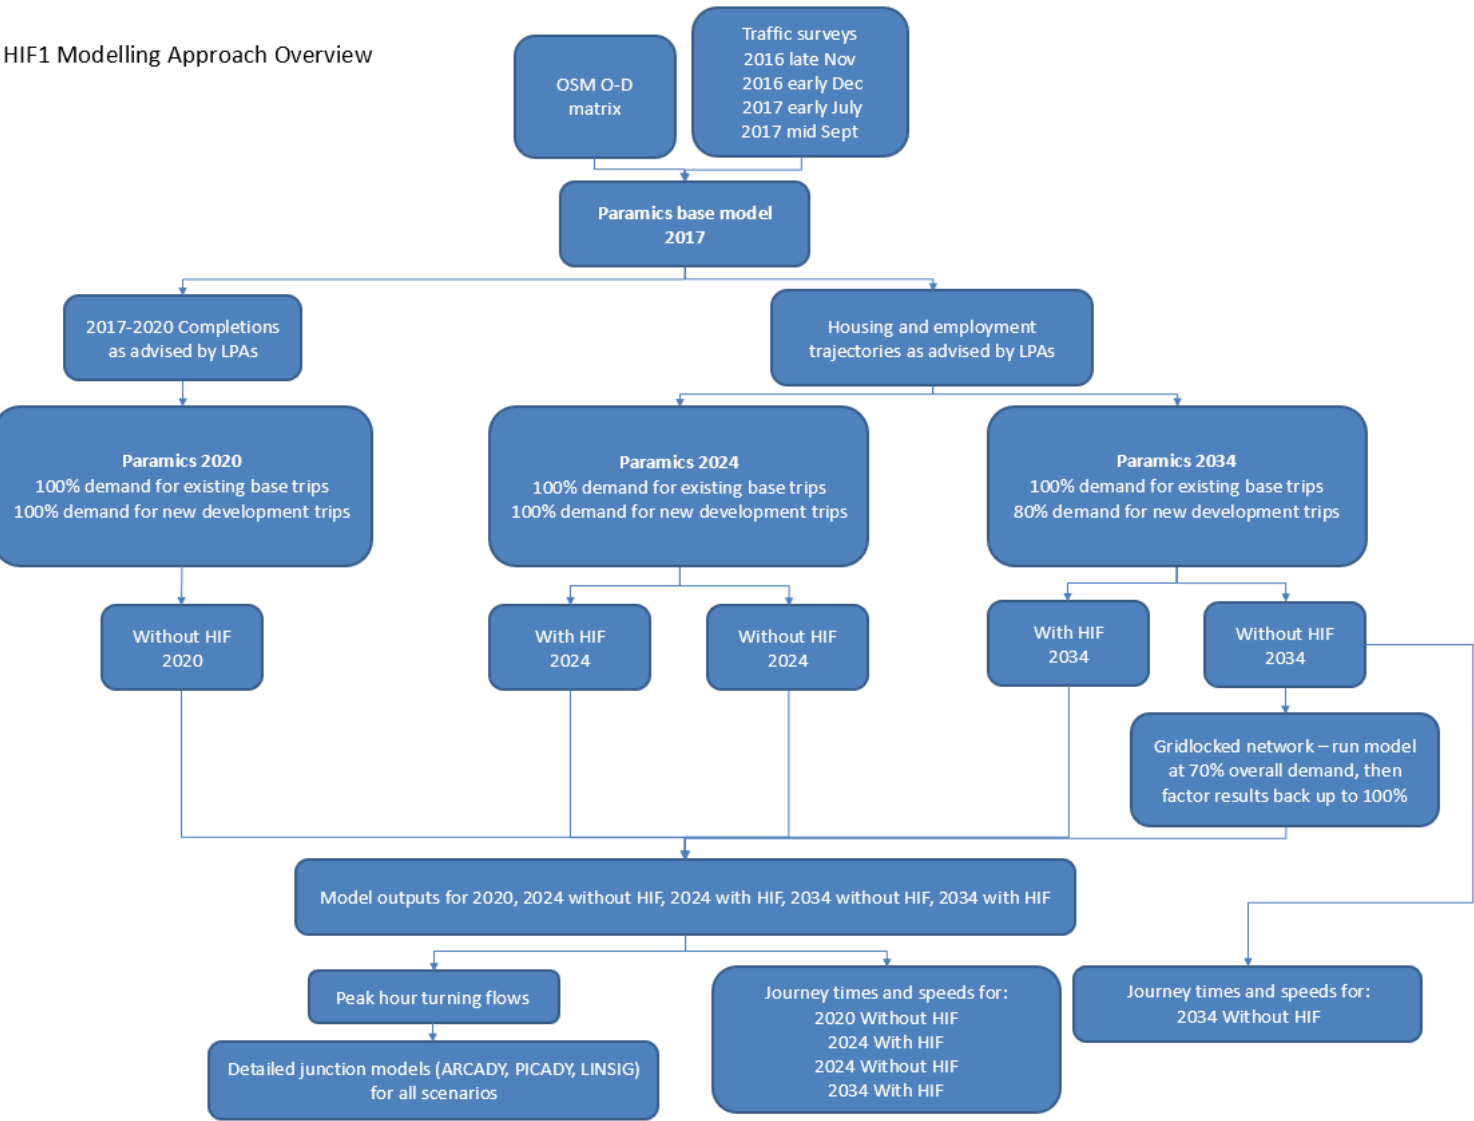 HIF1 Modelling Approach Overview
OSM O-D
matrix
Traffic surveys
2016 late Nov
2016 early Dec
2017 early July
2017 mid Sept
Paramics base model
2017
2017-2020 Completions
as advised by LPAs
Housing and employment
trajectories as advised by LPAs
Paramics 2020
100% demand for existing base trips
100% demand for new development trips
Paramics 2024
100% demand for existing base trips
100% demand for new development trips
Paramics 2034
100% demand for existing base trips
80% demand for new development trips
Without HIF
2020
With HIF
2024
Without HIF
2024
With HIF
2034
Without HIF
2034
Gridlocked network – run model
at 70% overall demand, then
factor results back up to 100%
Model outputs for 2020, 2024 without HIF, 2024 with HIF, 2034 without HIF, 2034 with HIF
Peak hour turning flows
Detailed junction models (ARCADY, PICADY, LINSIG)
for all scenarios
Journey times and speeds for:
2020 Without HIF
2024 With HIF
2024 Without HIF
2034 With HIF
Journey times and speeds for:
2034 Without HIF